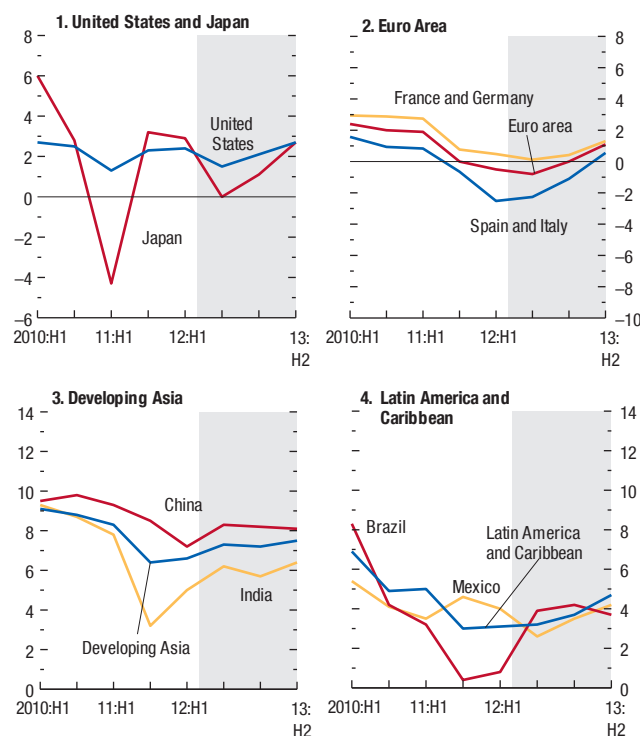 1. United States and Japan
8
6
4
2
0
−2
−4
−6
United
States
Japan
2010:H1
11:H1
12:H1
13:
H2
2. Euro Area
8
6
4
2
0
−2
−4
−6
−8
−10
France and Germany
Euro area
Spain and Italy
2010:H1
11:H1
12:H1
13:
H2
3. Developing Asia
14
12
10
8
6
4
2
0
China
India
Developing Asia
2010:H1
11:H1
12:H1
13:
H2
4. Latin America and
Caribbean
14
12
10
8
6
4
2
0
Brazil
Latin America
and Caribbean
Mexico
2010:H1
11:H1
12:H1
13:
H2